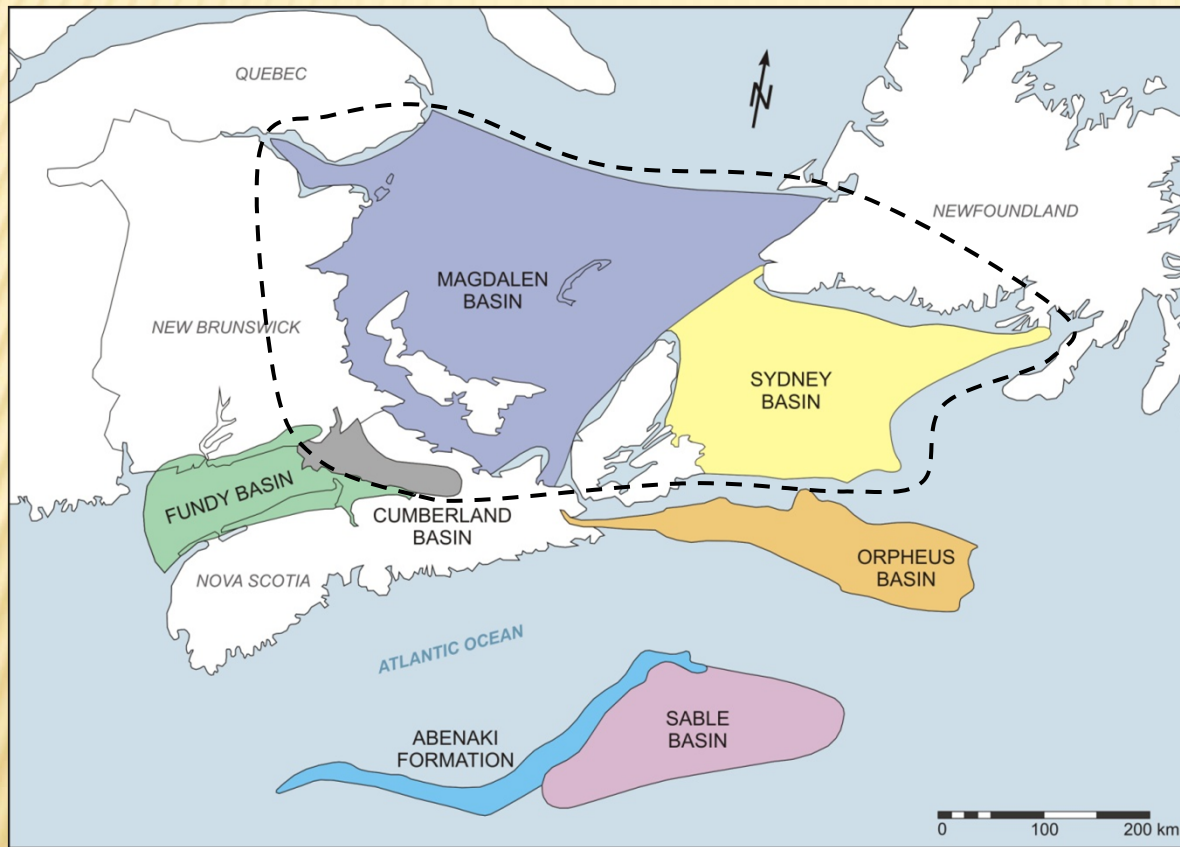 QUEBEC
N
NEWFOUNDLAND
MAGDALEN
BASIN
NEW BRUNSWICK
SYDNEY
BASIN
FUNDY BASIN
CUMBERLAND
BASIN
ORPHEUS
BASIN
NOVA SCOTIA
ATLANTIC OCEAN
SABLE
BASIN
ABENAKI
FORMATION
0 100 200 km